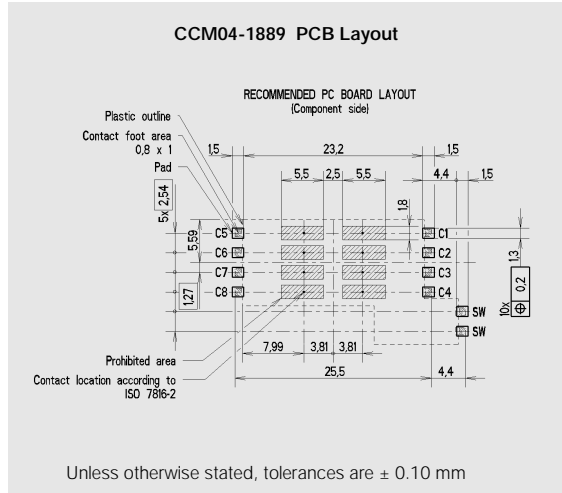 CCM04-1889 PCB Layout
RECOMMENDED PC BOARD LAYOUT
(Component side)
Plastic outline
Contact foot area
0,8 x 1
Pad
1,5
23,2
1,5
5,5
2,5
5,5
4,4
1,5
5x 2,54
5,59
1,8
C5
C1
C6
C2
C7
C3
C8
C4
1,27
1,3
10x
0,2
SW
SW
7,99
3,81
3,81
Prohibited area
Contact location according to
ISO 7816-2
25,5
4,4
Unless otherwise stated, tolerances are ± 0.10 mm